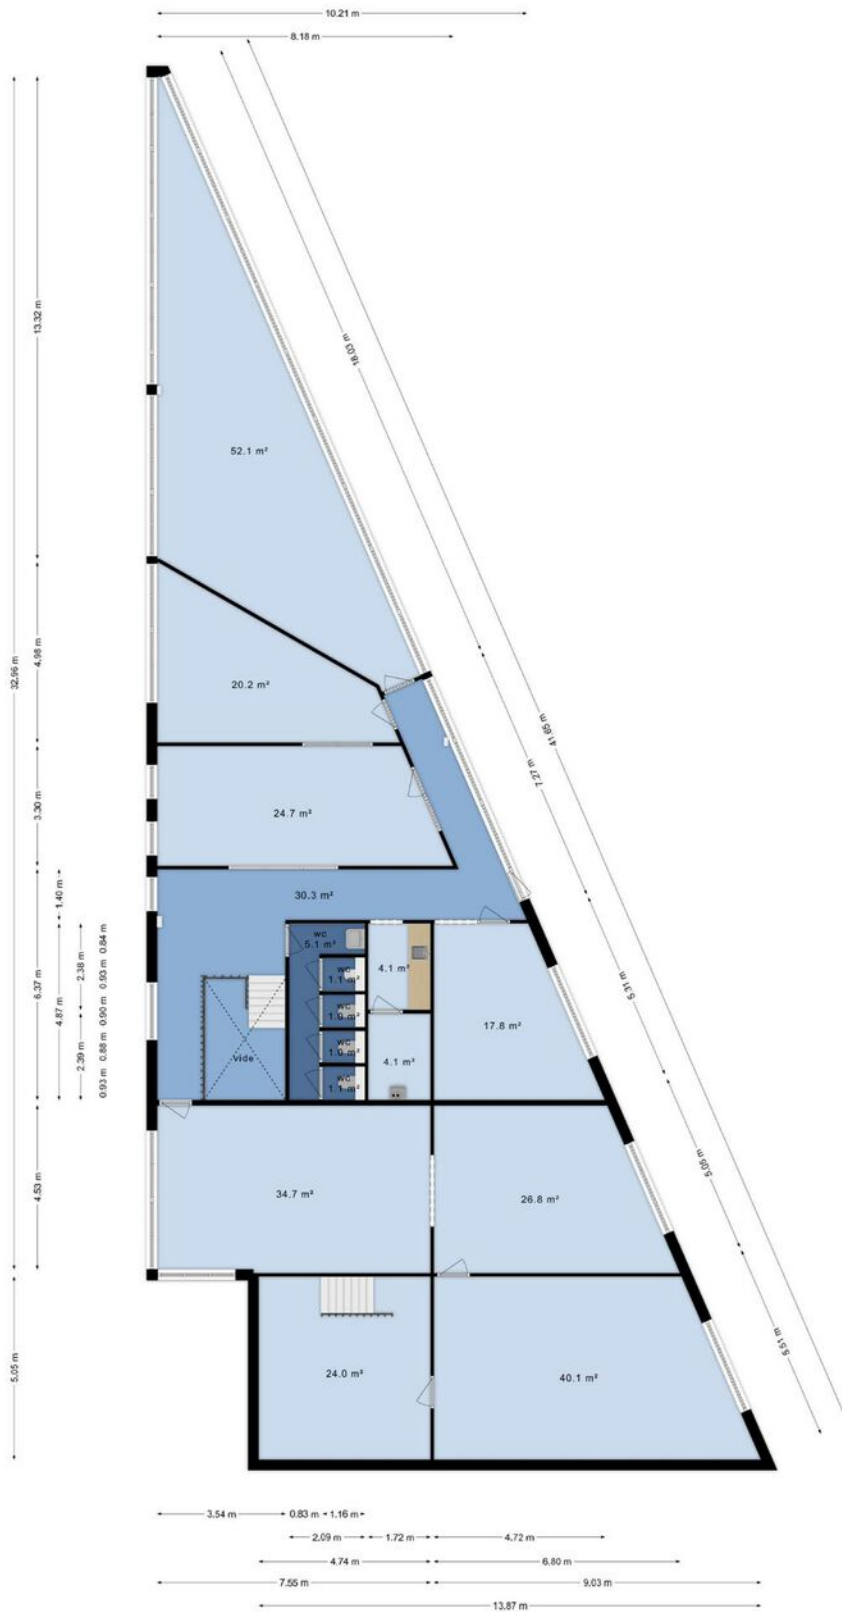 10.21 m
8.18 m
13.32 m
18.03 m
52.1 m²
32.96 m
4.98 m
20.2 m²
41.65 m
7.27 m
3.30 m
24.7 m²
1.40 m
30.3 m²
wc
5.1 m²
6.37 m
4.87 m
2.38 m
2.39 m
0.93 m 0.88 m 0.90 m 0.93 m 0.84 m
4.1 m²
wc
1.1 m²
wc
1.0 m²
wc
1.0 m²
wc
1.1 m²
4.1 m²
17.8 m²
5.31 m
vide
4.53 m
34.7 m²
26.8 m²
5.05 m
5.05 m
24.0 m²
40.1 m²
5.51 m
3.54 m
0.83 m
1.16 m
2.09 m
1.72 m
4.72 m
4.74 m
6.80 m
7.55 m
9.03 m
13.87 m